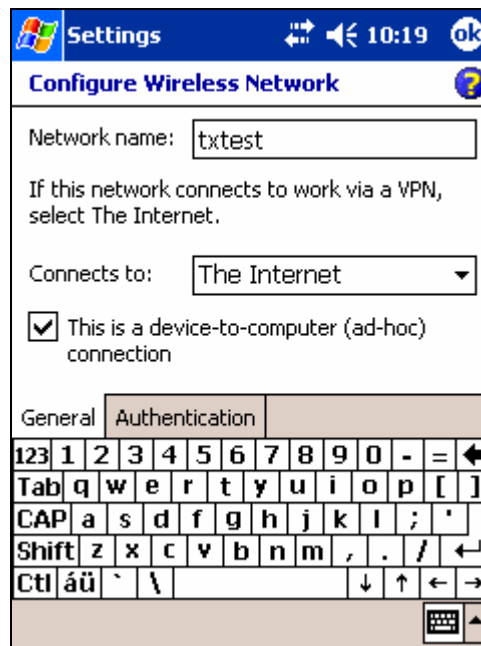 Settings 10:19 ok
Configure Wireless Network ?
Network name: txtest
If this network connects to work via a VPN,
select The Internet.
Connects to: The Internet
This is a device-to-computer (ad-hoc)
connection
General Authentication
123 1 2 3 4 5 6 7 8 9 0 - = ←
Tab q w e r t y u i o p [ ]
CAP a s d f g h j k l ; '
Shift z x c v b n m , . / ↵
Ctl áü ` \ ↓ ↑ ← →